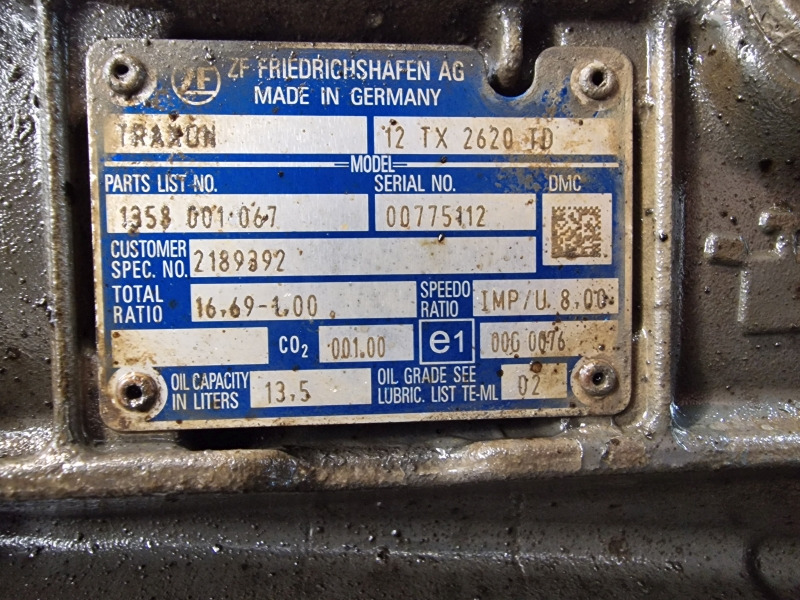 ZF ZF FRIEDRICHSHAFEN AG
MADE IN GERMANY
TRAXON 12 TX 2620 TD
MODEL
PARTS LIST NO. SERIAL NO. DMC
1358 001 067 00775112
CUSTOMER
SPEC. NO. 2189392
TOTAL
RATIO 16,69-1,00 SPEEDO
RATIO IMP/U. 8,00
CO2 001.00 e1 00G 0076
OIL CAPACITY
IN LITERS 13,5 OIL GRADE SEE
LUBRIC. LIST TE-ML 02